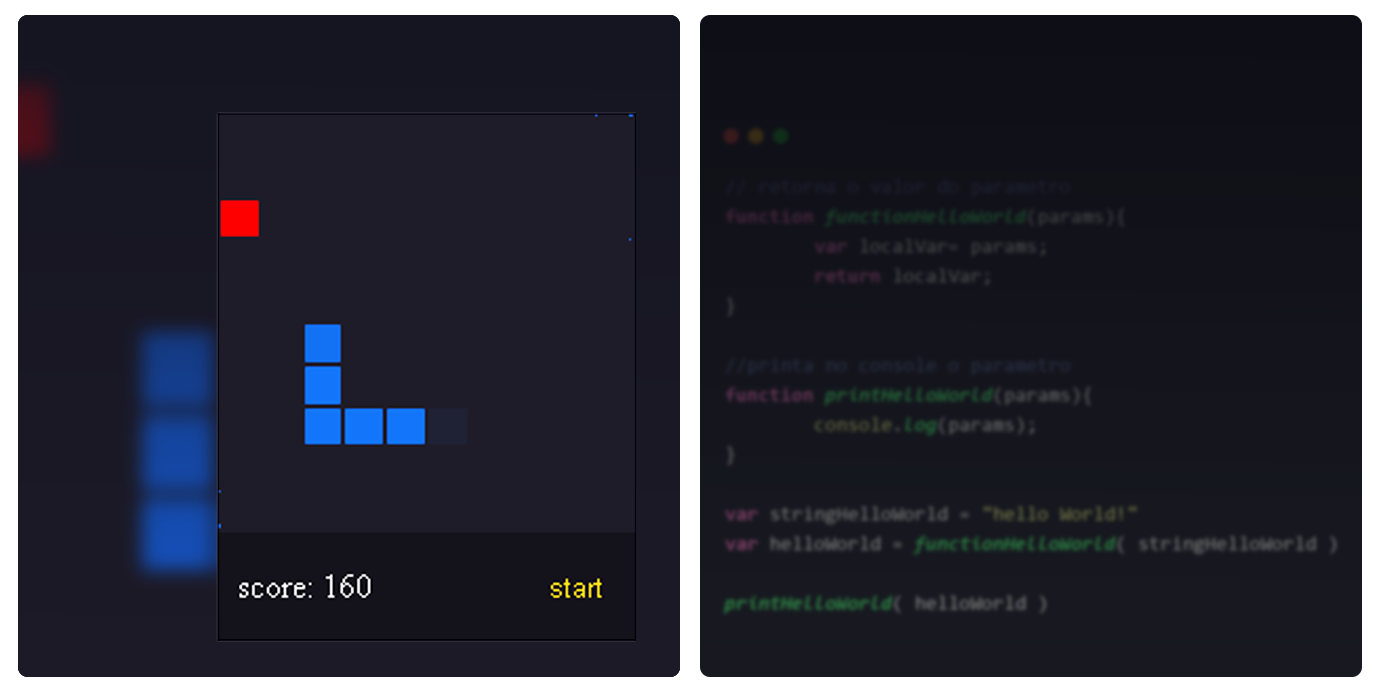 score: 160
start
// retorna o valor do parametro
function functionHelloWorld(params){
var localVar= params;
return localVar;
}
//printa no console o parametro
function printHelloWorld(params){
console.log(params);
}
var stringHelloWorld = "hello World!"
var helloWorld = functionHelloWorld( stringHelloWorld )
printHelloWorld( helloWorld )